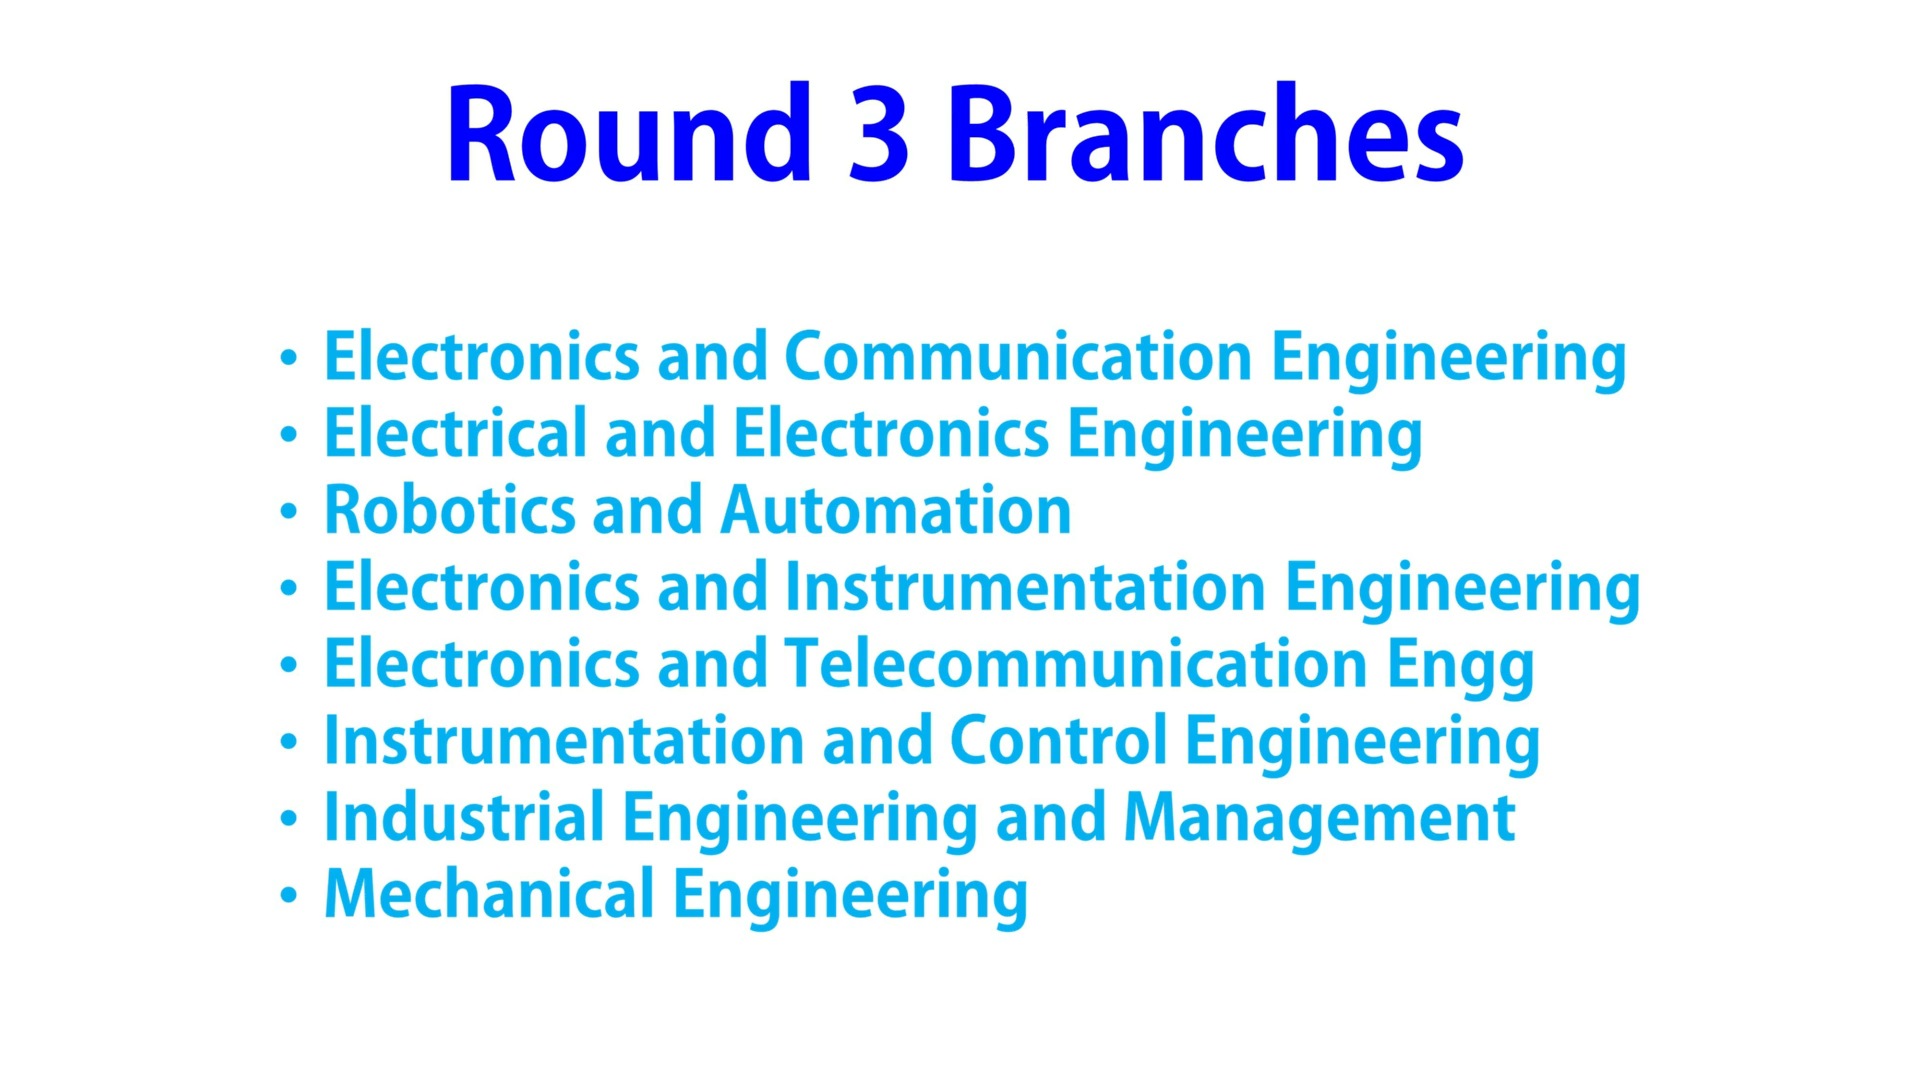 Round 3 Branches
• Electronics and Communication Engineering
• Electrical and Electronics Engineering
• Robotics and Automation
• Electronics and Instrumentation Engineering
• Electronics and Telecommunication Engg
• Instrumentation and Control Engineering
• Industrial Engineering and Management
• Mechanical Engineering